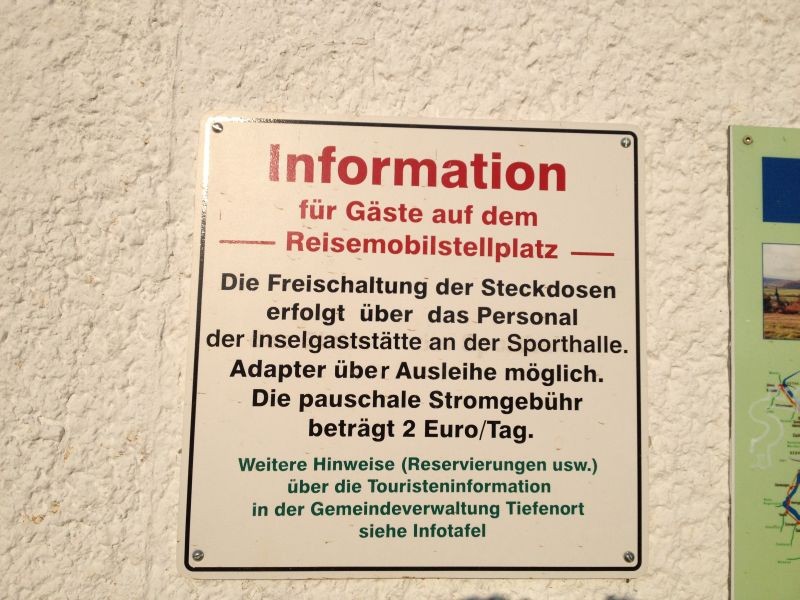 Information
für Gäste auf dem
Reisemobilstellplatz
Die Freischaltung der Steckdosen
erfolgt über das Personal
der Inselgaststätte an der Sporthalle.
Adapter über Ausleihe möglich.
Die pauschale Stromgebühr
beträgt 2 Euro/Tag.
Weitere Hinweise (Reservierungen usw.)
über die Touristeninformation
in der Gemeindeverwaltung Tiefenort
siehe Infotafel